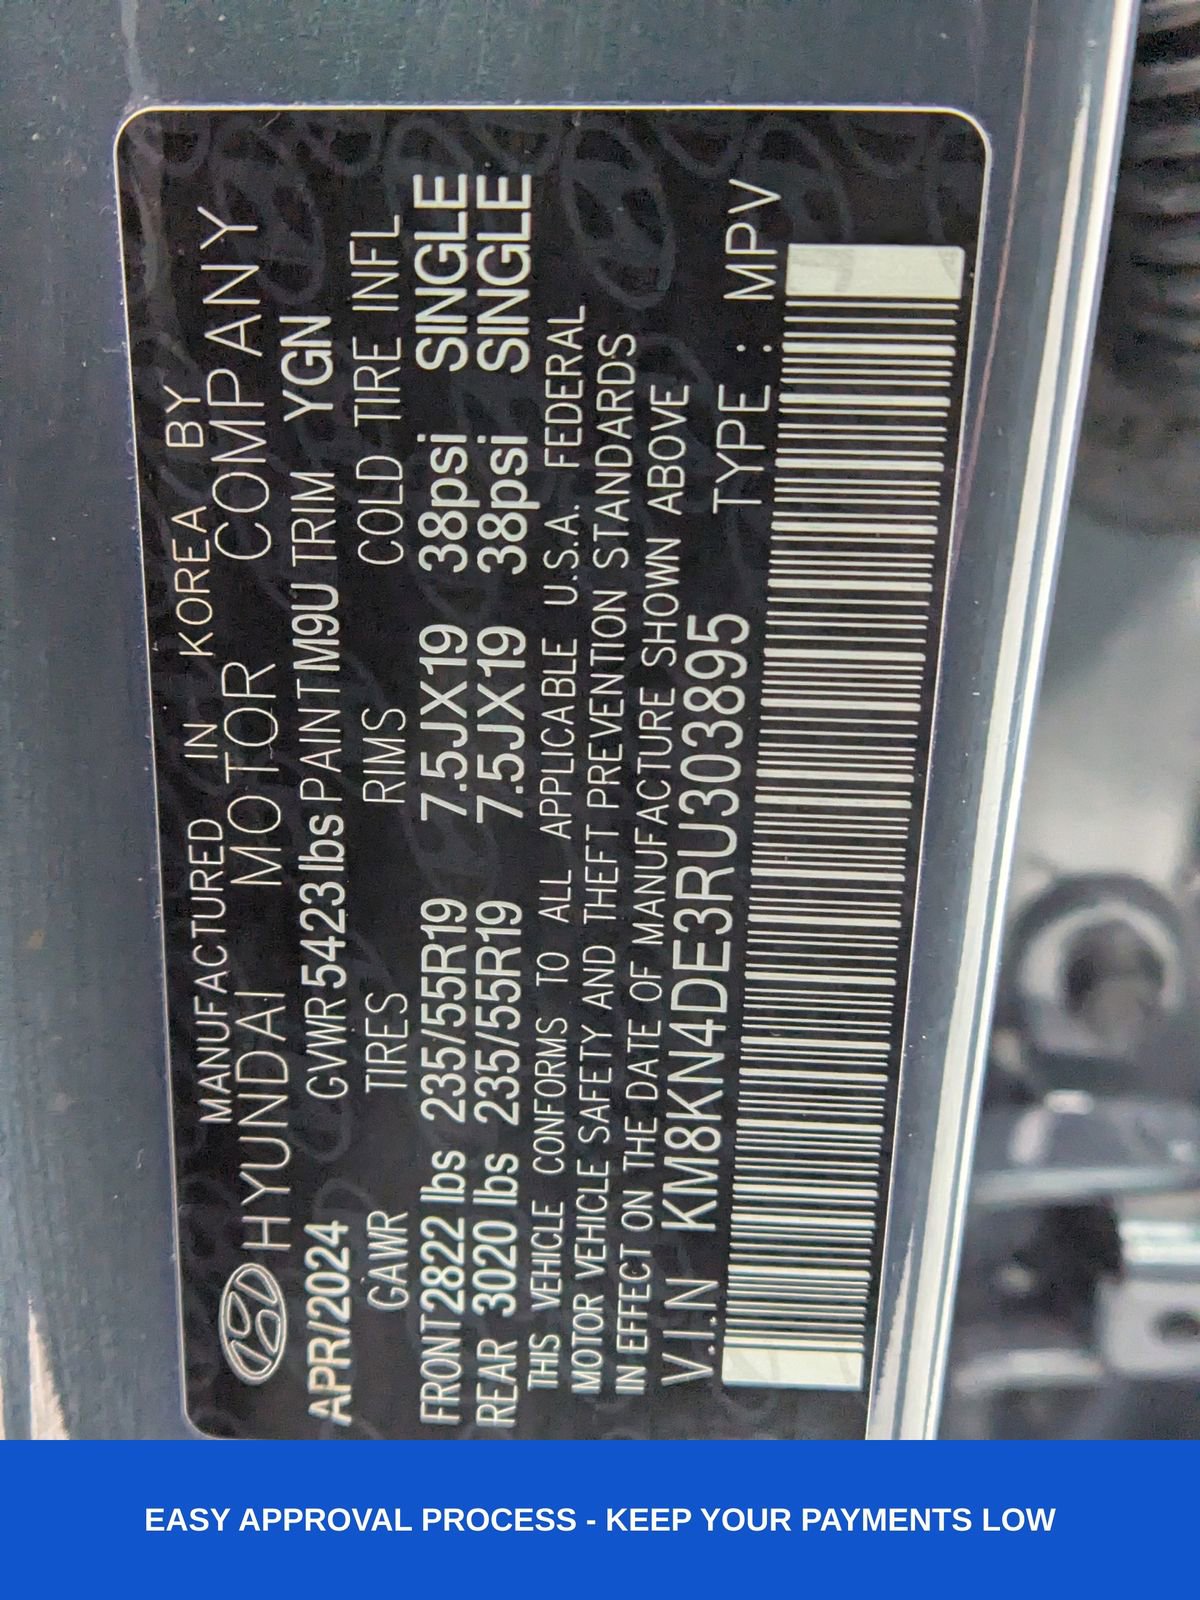 MANUFACTURED IN KOREA BY
HYUNDAI MOTOR COMPANY
APR/2024 GVWR 5423 lbs PAINT M9U TRIM YGN
GAWR TIRES RIMS COLD TIRE INFL
FRONT 2822 lbs 235/55R19 7.5JX19 38psi SINGLE
REAR 3020 lbs 235/55R19 7.5JX19 38psi SINGLE
THIS VEHICLE CONFORMS TO ALL APPLICABLE U.S.A. FEDERAL
MOTOR VEHICLE SAFETY AND THEFT PREVENTION STANDARDS
IN EFFECT ON THE DATE OF MANUFACTURE SHOWN ABOVE
V.I.N KM8KN4DE3RU303895 TYPE : MPV
EASY APPROVAL PROCESS - KEEP YOUR PAYMENTS LOW